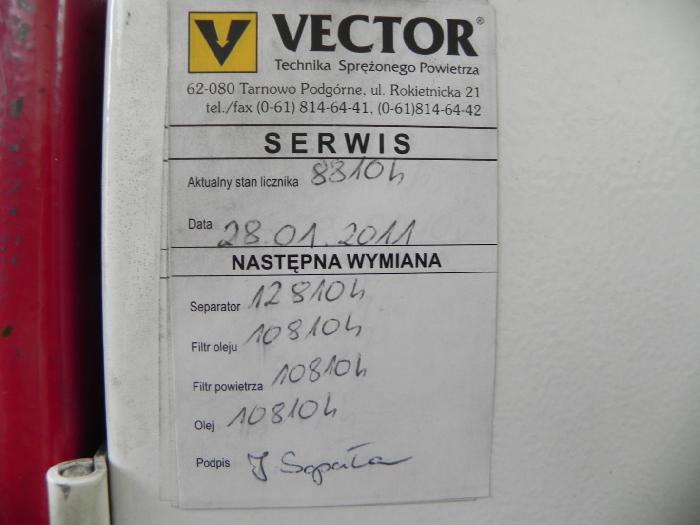 VECTOR®
Technika Sprężonego Powietrza
62-080 Tarnowo Podgórne, ul. Rokietnicka 21
tel./fax (0-61) 814-64-41, (0-61)814-64-42
SERWIS
Aktualny stan licznika 8810h
Data 28.01.2011
NASTĘPNA WYMIANA
Separator 12810h
Filtr oleju 10810h
Filtr powietrza 10810h
Olej 10810h
Podpis J Sapała